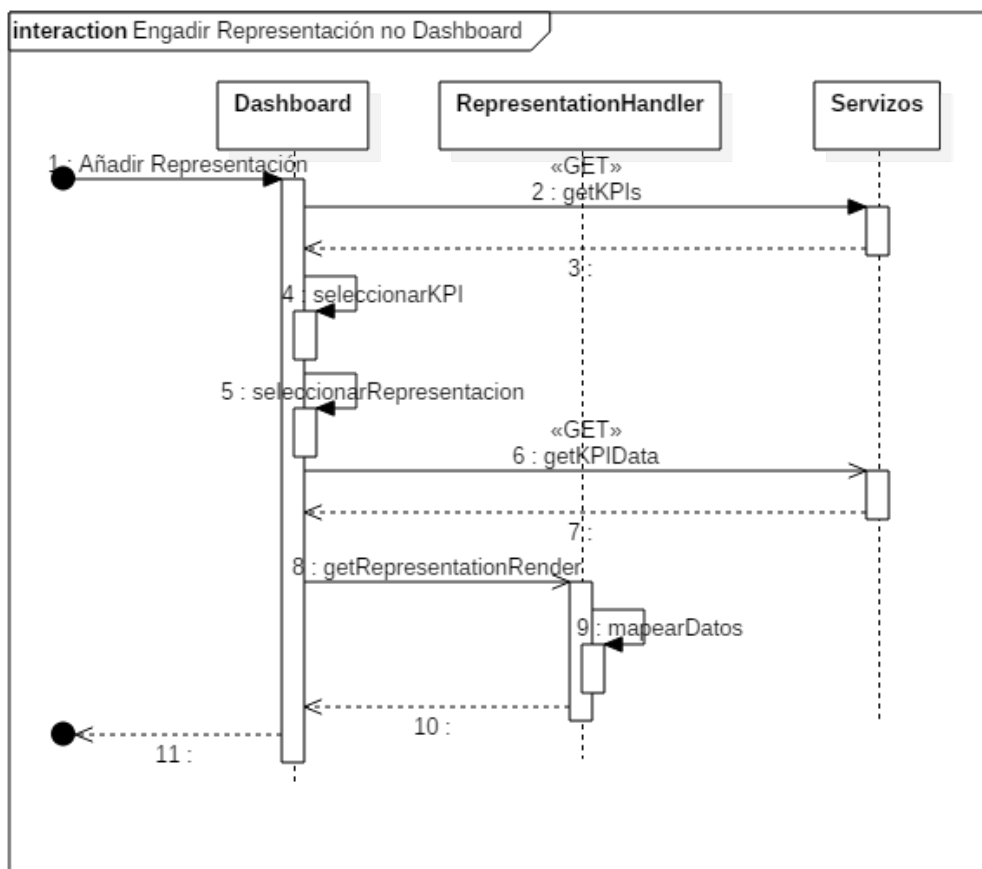 interaction Engadir Representación no Dashboard
Dashboard
RepresentationHandler
Servizos
1 : Añadir Representación
«GET»
2 : getKPIs
3 :
4 : seleccionarKPI
5 : seleccionarRepresentacion
«GET»
6 : getKPIData
7 :
8 : getRepresentationRender
9 : mapearDatos
10 :
11 :